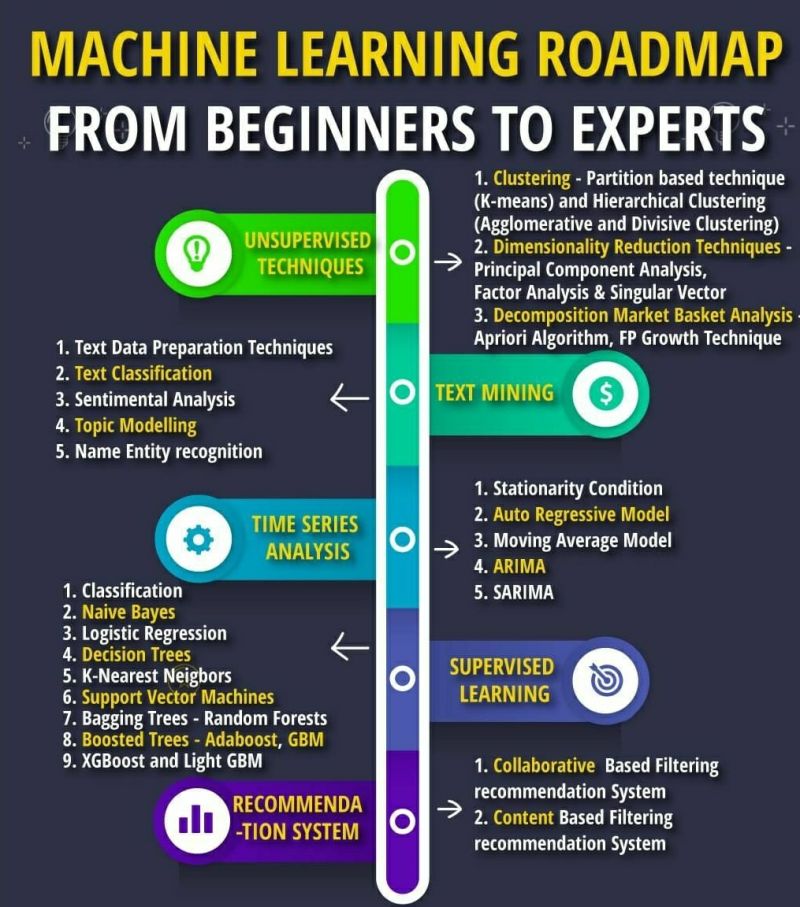 MACHINE LEARNING ROADMAP
FROM BEGINNERS TO EXPERTS
UNSUPERVISED
TECHNIQUES
1. Clustering - Partition based technique
(K-means) and Hierarchical Clustering
(Agglomerative and Divisive Clustering)
2. Dimensionality Reduction Techniques -
Principal Component Analysis,
Factor Analysis & Singular Vector
3. Decomposition Market Basket Analysis -
Apriori Algorithm, FP Growth Technique
TEXT MINING
$
1. Text Data Preparation Techniques
2. Text Classification
3. Sentimental Analysis
4. Topic Modelling
5. Name Entity recognition
TIME SERIES
ANALYSIS
1. Stationarity Condition
2. Auto Regressive Model
3. Moving Average Model
4. ARIMA
5. SARIMA
SUPERVISED
LEARNING
1. Classification
2. Naive Bayes
3. Logistic Regression
4. Decision Trees
5. K-Nearest Neigbors
6. Support Vector Machines
7. Bagging Trees - Random Forests
8. Boosted Trees - Adaboost, GBM
9. XGBoost and Light GBM
RECOMMENDA
-TION SYSTEM
1. Collaborative Based Filtering
recommendation System
2. Content Based Filtering
recommendation System